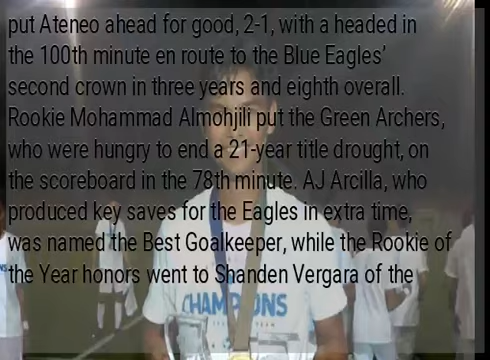 put Ateneo ahead for good, 2-1, with a headed in
the 100th minute en route to the Blue Eagles'
second crown in three years and eighth overall.
Rookie Mohammad Almohjili put the Green Archers,
who were hungry to end a 21-year title drought, on
the scoreboard in the 78th minute. AJ Arcilla, who
produced key saves for the Eagles in extra time,
was named the Best Goalkeeper, while the Rookie of
the Year honors went to Shanden Vergara of the
CHAMPIONS